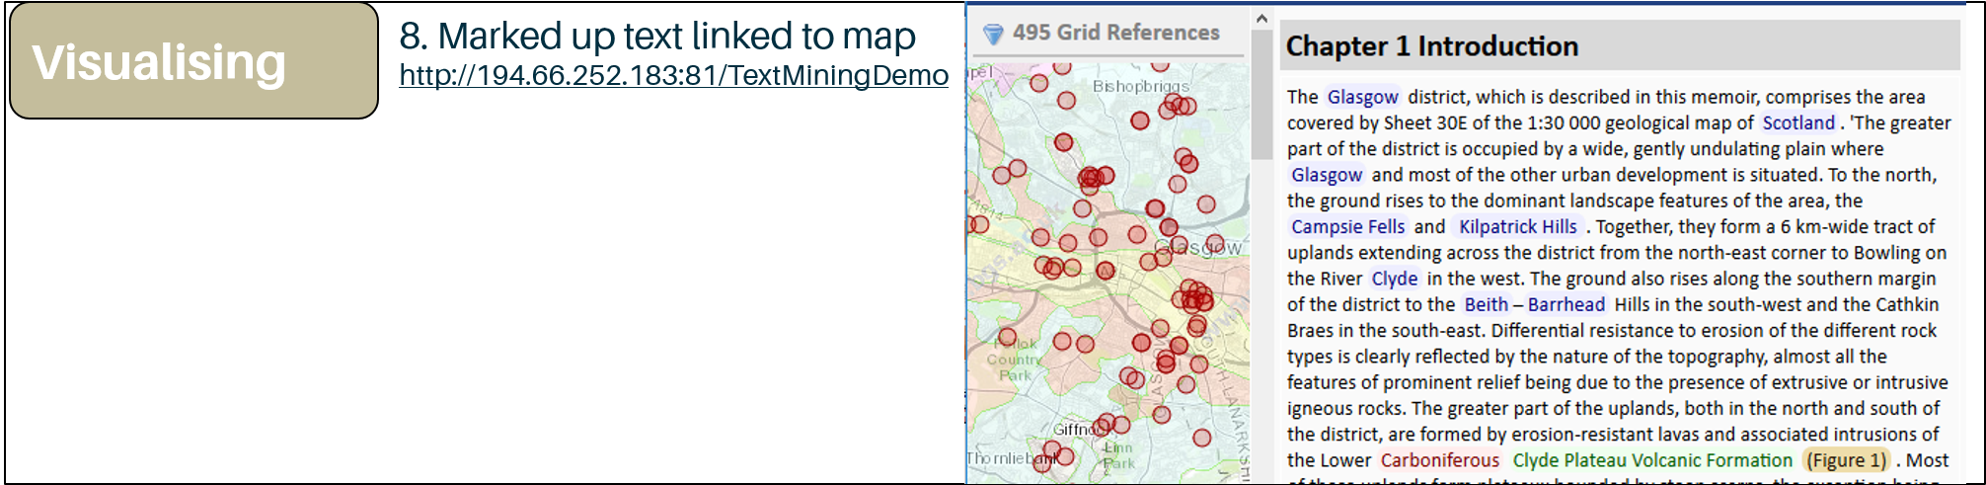 Visualising
8. Marked up text linked to map
http://194.66.252.183:81/TextMiningDemo
495 Grid References
Bishopbriggs
A814
Glasgow
Pollok
Country
Park
Giffnock
Linn
Park
Thornliebank
Chapter 1 Introduction
The Glasgow district, which is described in this memoir, comprises the area
covered by Sheet 30E of the 1:30 000 geological map of Scotland . 'The greater
part of the district is occupied by a wide, gently undulating plain where
Glasgow and most of the other urban development is situated. To the north,
the ground rises to the dominant landscape features of the area, the
Campsie Fells and Kilpatrick Hills . Together, they form a 6 km-wide tract of
uplands extending across the district from the north-east corner to Bowling on
the River Clyde in the west. The ground also rises along the southern margin
of the district to the Beith – Barrhead Hills in the south-west and the Cathkin
Braes in the south-east. Differential resistance to erosion of the different rock
types is clearly reflected by the nature of the topography, almost all the
features of prominent relief being due to the presence of extrusive or intrusive
igneous rocks. The greater part of the uplands, both in the north and south of
the district, are formed by erosion-resistant lavas and associated intrusions of
the Lower Carboniferous Clyde Plateau Volcanic Formation (Figure 1) . Most